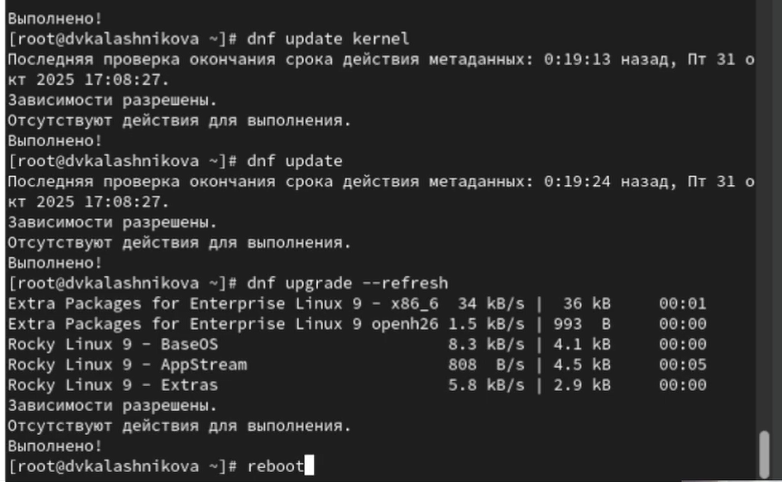 Выполнено!
[root@dvkalashnikova ~]# dnf update kernel
Последняя проверка окончания срока действия метаданных: 0:19:13 назад, Пт 31 о
кт 2025 17:08:27.
Зависимости разрешены.
Отсутствуют действия для выполнения.
Выполнено!
[root@dvkalashnikova ~]# dnf update
Последняя проверка окончания срока действия метаданных: 0:19:24 назад, Пт 31 о
кт 2025 17:08:27.
Зависимости разрешены.
Отсутствуют действия для выполнения.
Выполнено!
[root@dvkalashnikova ~]# dnf upgrade --refresh
Extra Packages for Enterprise Linux 9 - x86_6  34 kB/s |  36 kB     00:01
Extra Packages for Enterprise Linux 9 openh26 1.5 kB/s | 993  B     00:00
Rocky Linux 9 - BaseOS                        8.3 kB/s | 4.1 kB     00:00
Rocky Linux 9 - AppStream                     808  B/s | 4.5 kB     00:05
Rocky Linux 9 - Extras                        5.8 kB/s | 2.9 kB     00:00
Зависимости разрешены.
Отсутствуют действия для выполнения.
Выполнено!
[root@dvkalashnikova ~]# reboot